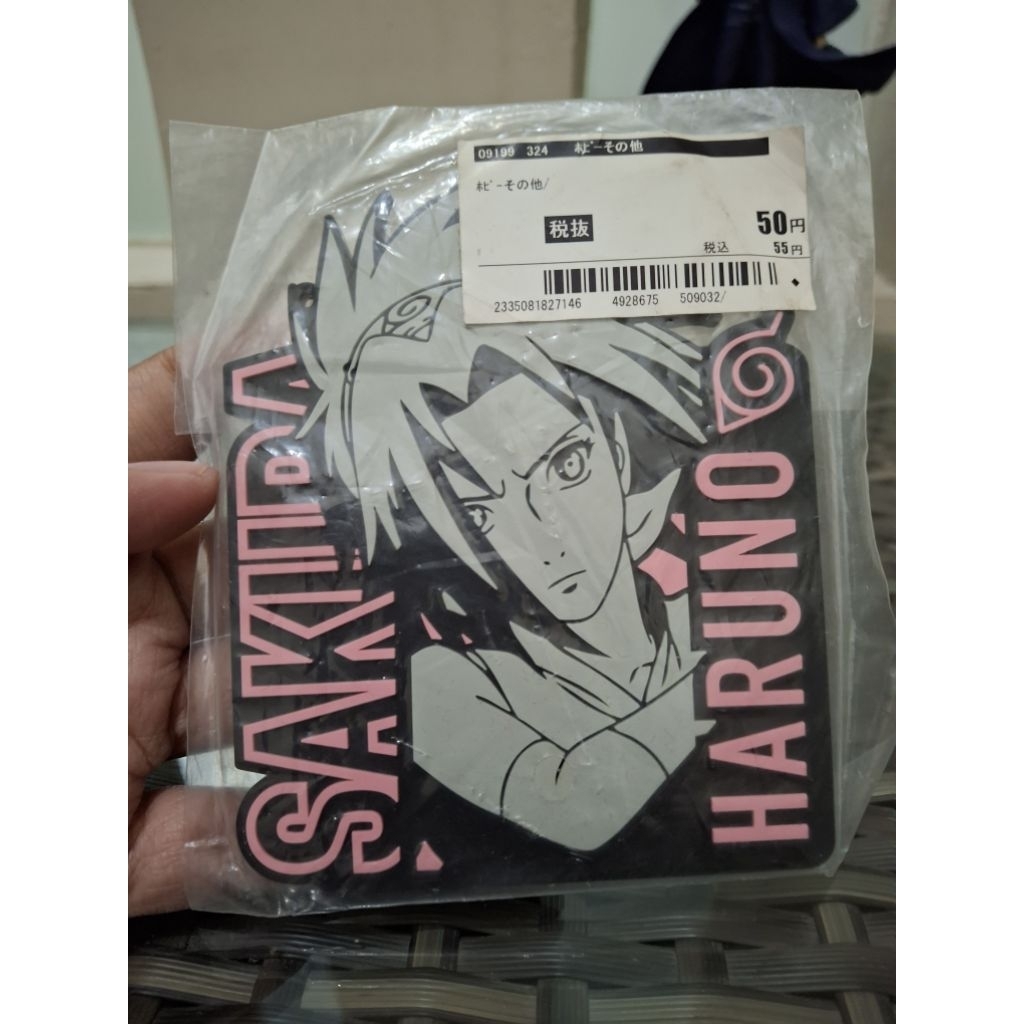 09199 324 ﾎﾋﾞｰその他
ﾎﾋﾞｰその他/
税抜 50円
税込 55円
2335081827146 4928675 509032/
SAKURA
HARUNO